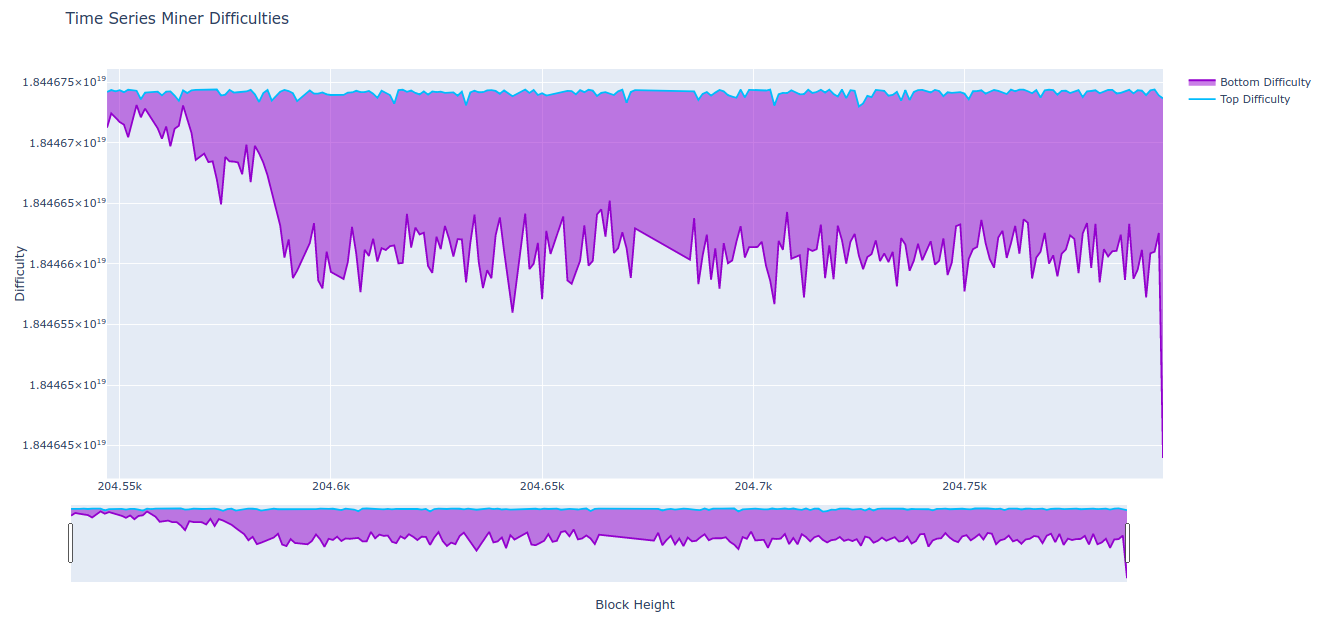 Time Series Miner Difficulties
Difficulty
1.844675×10¹⁹
1.84467×10¹⁹
1.844665×10¹⁹
1.84466×10¹⁹
1.844655×10¹⁹
1.84465×10¹⁹
1.844645×10¹⁹
204.55k 204.6k 204.65k 204.7k 204.75k
Block Height
Bottom Difficulty
Top Difficulty